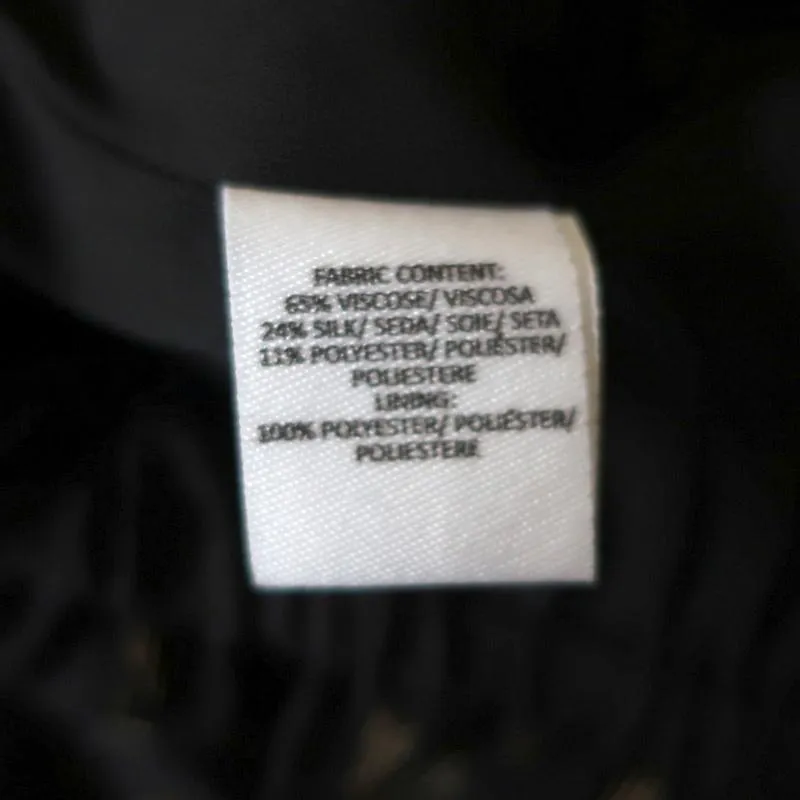 FABRIC CONTENT:
65% VISCOSE/ VISCOSA
24% SILK/ SEDA/ SOIE/ SETA
11% POLYESTER/ POLIÉSTER/
POLIESTERE
LINING:
100% POLYESTER/ POLIÉSTER/
POLIESTERE